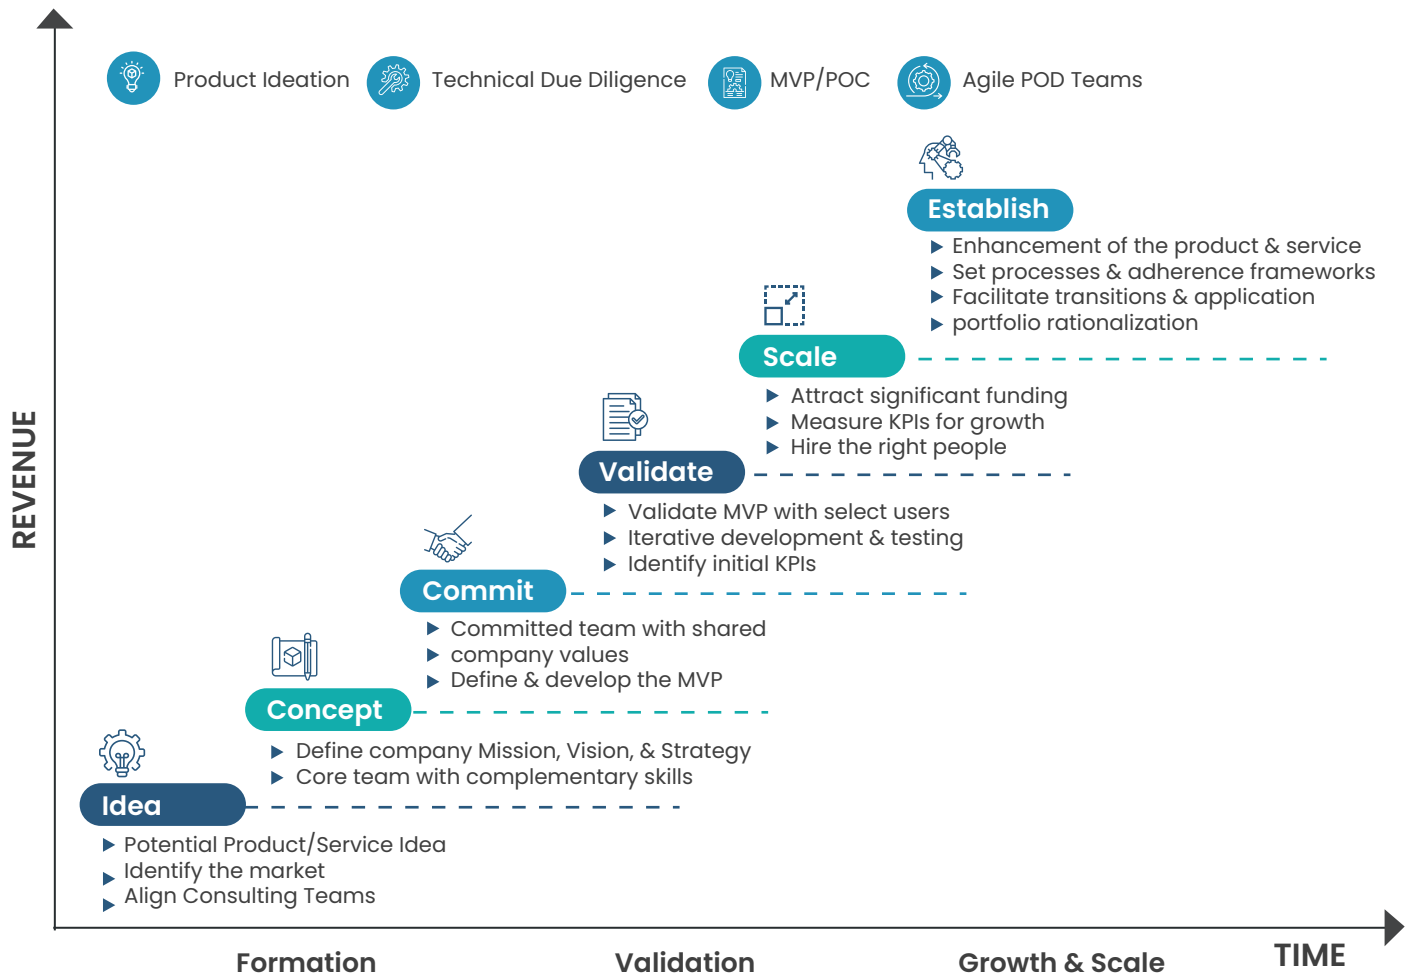 Product Ideation
Technical Due Diligence
MVP/POC
Agile POD Teams
Establish
Enhancement of the product & service
Set processes & adherence frameworks
Facilitate transitions & application
portfolio rationalization
Scale
Attract significant funding
Measure KPIs for growth
Hire the right people
Validate
Validate MVP with select users
Iterative development & testing
Identify initial KPIs
Commit
Committed team with shared
company values
Define & develop the MVP
Concept
Define company Mission, Vision, & Strategy
Core team with complementary skills
Idea
Potential Product/Service Idea
Identify the market
Align Consulting Teams
REVENUE
Formation
Validation
Growth & Scale
TIME